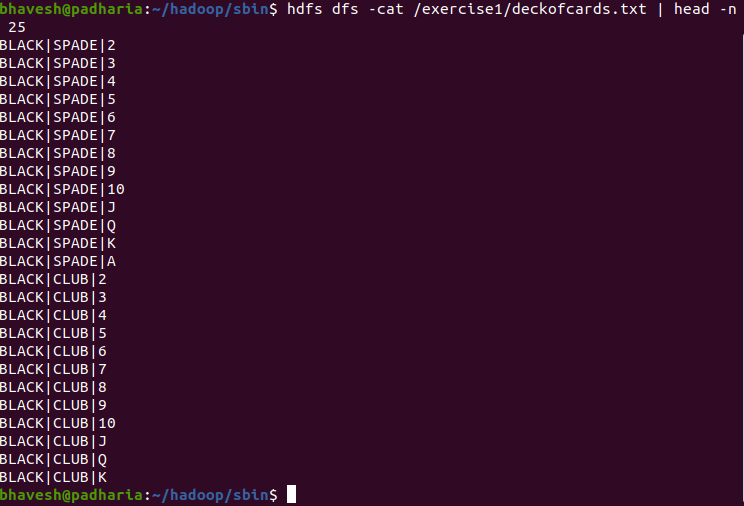 bhavesh@padharia:~/hadoop/sbin$ hdfs dfs -cat /exercise1/deckofcards.txt | head -n
 25
BLACK|SPADE|2
BLACK|SPADE|3
BLACK|SPADE|4
BLACK|SPADE|5
BLACK|SPADE|6
BLACK|SPADE|7
BLACK|SPADE|8
BLACK|SPADE|9
BLACK|SPADE|10
BLACK|SPADE|J
BLACK|SPADE|Q
BLACK|SPADE|K
BLACK|SPADE|A
BLACK|CLUB|2
BLACK|CLUB|3
BLACK|CLUB|4
BLACK|CLUB|5
BLACK|CLUB|6
BLACK|CLUB|7
BLACK|CLUB|8
BLACK|CLUB|9
BLACK|CLUB|10
BLACK|CLUB|J
BLACK|CLUB|Q
BLACK|CLUB|K
bhavesh@padharia:~/hadoop/sbin$